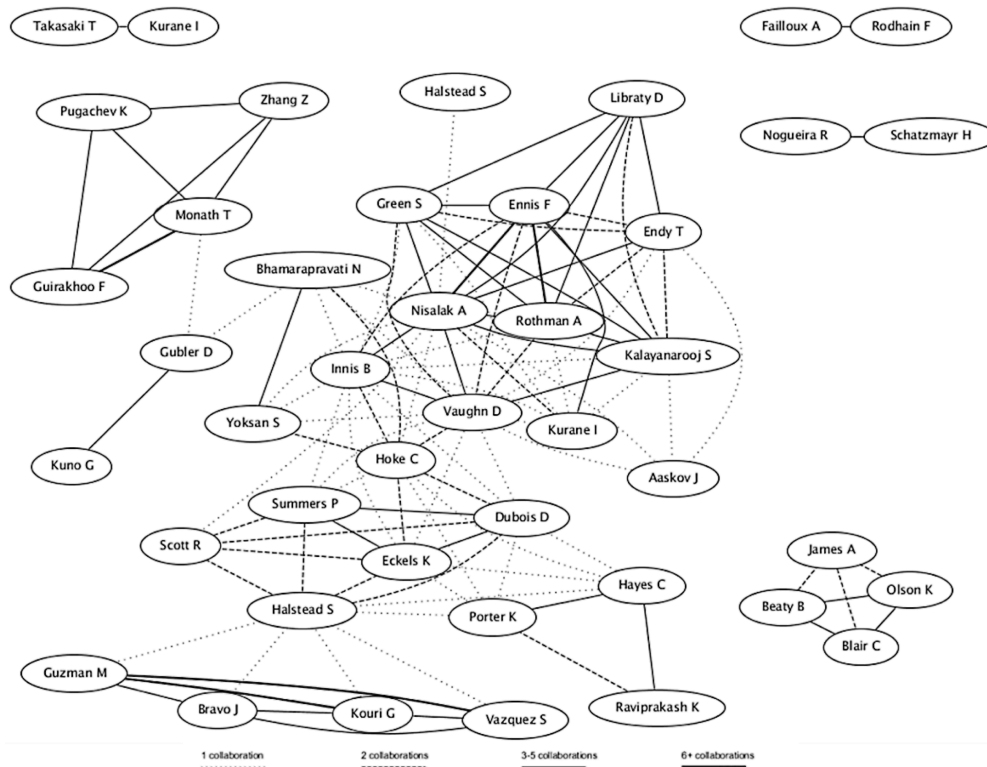 Takasaki T
Kurane I
Failloux A
Rodhain F
Halstead S
Libraty D
Zhang Z
Pugachev K
Nogueira R
Schatzmayr H
Green S
Ennis F
Monath T
Endy T
Bhamarapravati N
Guirakhoo F
Nisalak A
Rothman A
Gubler D
Kalayanarooj S
Innis B
Vaughn D
Yoksan S
Kurane I
Kuno G
Hoke C
Aaskov J
Summers P
Dubois D
Scott R
Eckels K
James A
Hayes C
Olson K
Halstead S
Porter K
Beaty B
Blair C
Guzman M
Bravo J
Kouri G
Vazquez S
Raviprakash K
1 collaboration
2 collaborations
3-5 collaborations
6+ collaborations